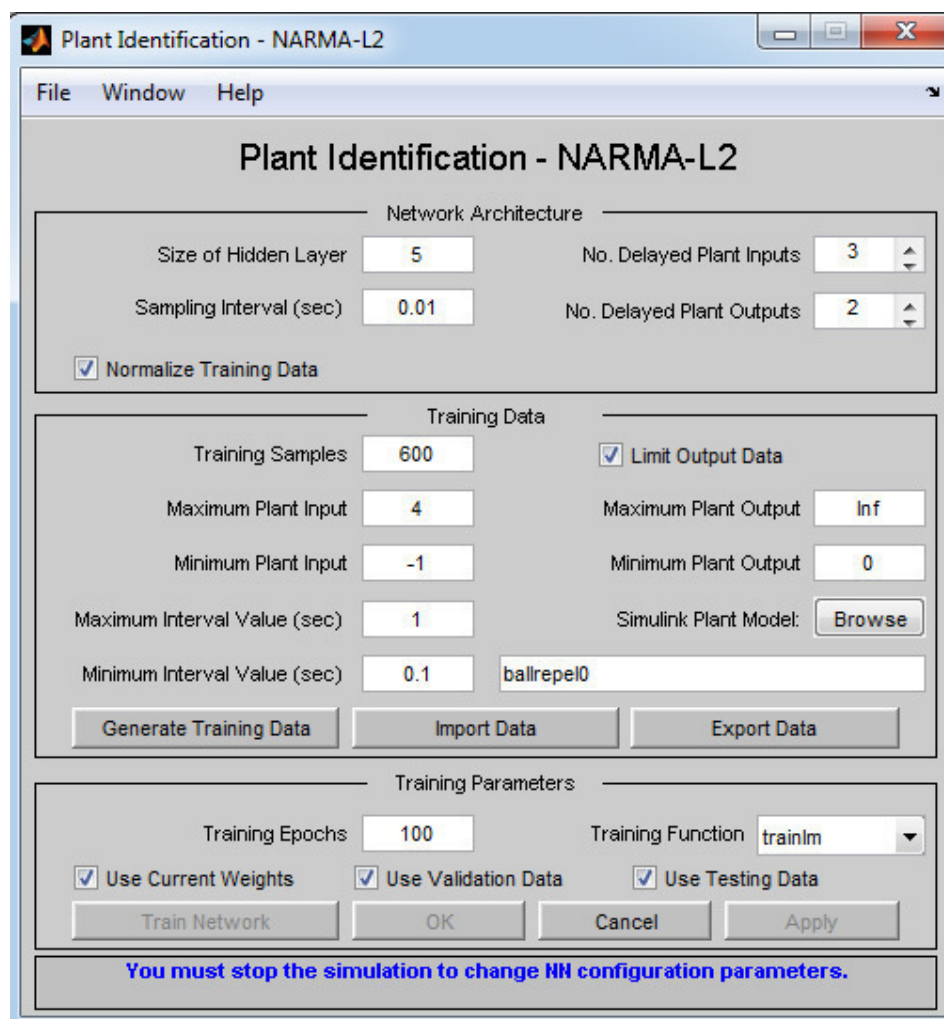 Plant Identification - NARMA-L2
File Window Help
Plant Identification - NARMA-L2
Network Architecture
Size of Hidden Layer 5 No. Delayed Plant Inputs 3
Sampling Interval (sec) 0.01 No. Delayed Plant Outputs 2
Normalize Training Data
Training Data
Training Samples 600 Limit Output Data
Maximum Plant Input 4 Maximum Plant Output Inf
Minimum Plant Input -1 Minimum Plant Output 0
Maximum Interval Value (sec) 1 Simulink Plant Model: Browse
Minimum Interval Value (sec) 0.1 ballrepel0
Generate Training Data Import Data Export Data
Training Parameters
Training Epochs 100 Training Function trainlm
Use Current Weights Use Validation Data Use Testing Data
Train Network OK Cancel Apply
You must stop the simulation to change NN configuration parameters.